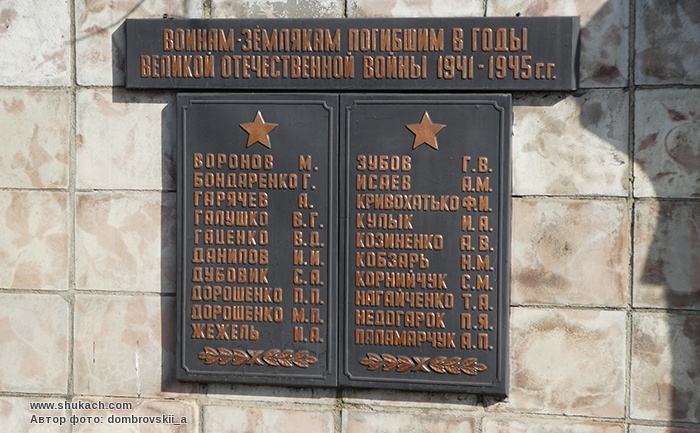 ВОИНАМ-ЗЕМЛЯКАМ ПОГИБШИМ В ГОДЫ
ВЕЛИКОЙ ОТЕЧЕСТВЕННОЙ ВОЙНЫ 1941-1945г.г.
ВОРОНОВ М.
БОНДАРЕНКО Г.
ГАРЯЧЕВ А.
ГАЛУШКО В.Г.
ГАЦЕНКО В.Д.
ДАНИЛОВ И.И.
ДУБОВИК С.А.
ДОРОШЕНКО П.П.
ДОРОШЕНКО М.П.
ЖЕЖЕЛЬ И.А.
ЗУБОВ Г.В.
ИСАЕВ А.М.
КРИВОХАТЬКО Ф.И.
КУЛЫК И.А.
КОЗИНЕНКО А.В.
КОБЗАРЬ Н.М.
КОРНИЙЧУК С.М.
НАГАЙЧЕНКО Т.А.
НЕДОГАРОК П.Я.
ПАЛАМАРЧУК А.П.
www.shukach.com
Автор фото: dombrovskii_a